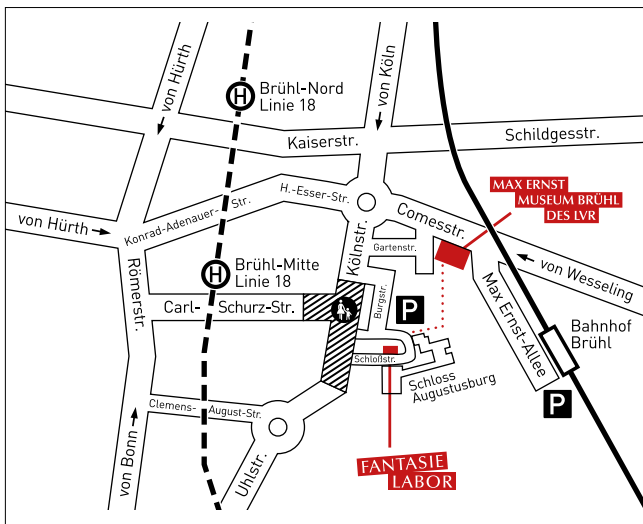 von Hürth
von Köln
H
Brühl-Nord
Linie 18
Kaiserstr.
Schildgesstr.
MAX ERNST
MUSEUM BRÜHL
DES LVR
H.-Esser-Str.
Konrad-Adenauer-Str.
Comesstr.
von Hürth
Kölnstr.
Gartenstr.
von Wesseling
H
Brühl-Mitte
Linie 18
Römerstr.
Carl-Schurz-Str.
Burgstr.
P
Max Ernst-Allee
Bahnhof
Brühl
Schloßstr.
Schloss
Augustusburg
P
Clemens-August-Str.
von Bonn
Uhlstr.
FANTASIE
LABOR